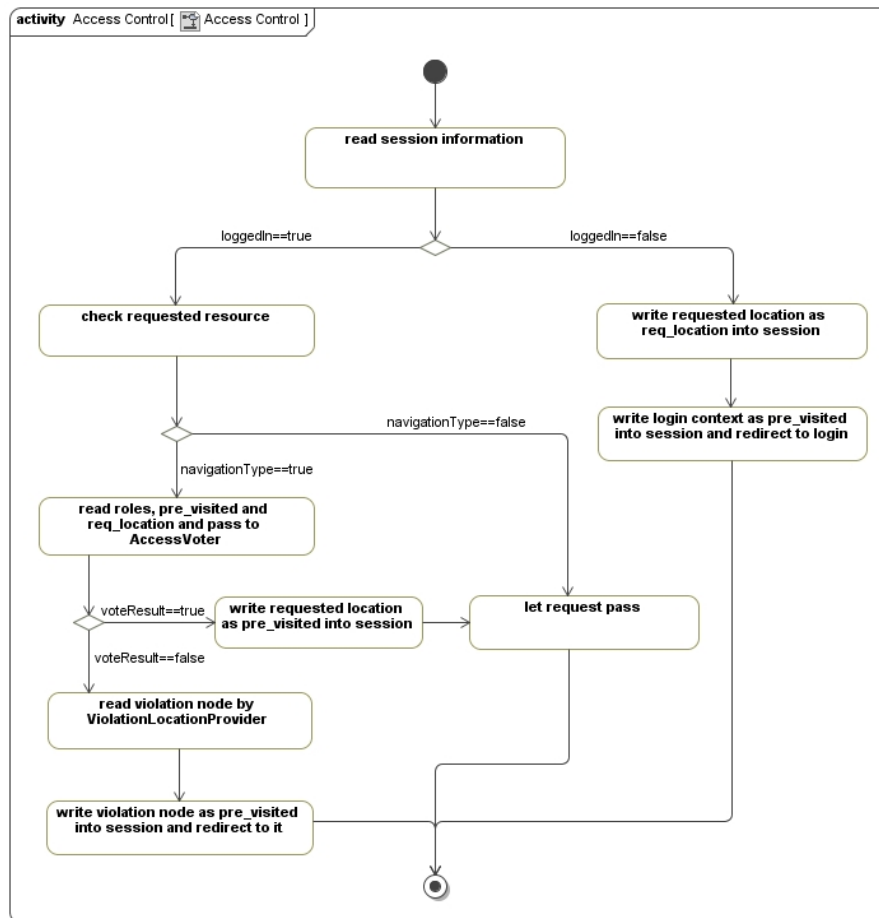 activity Access Control[ Access Control ]
read session information
loggedIn==true
loggedIn==false
check requested resource
write requested location as
req_location into session
navigationType==false
write login context as pre_visited
into session and redirect to login
navigationType==true
read roles, pre_visited and
req_location and pass to
AccessVoter
voteResult==true
write requested location
as pre_visited into session
let request pass
voteResult==false
read violation node by
ViolationLocationProvider
write violation node as pre_visited
into session and redirect to it